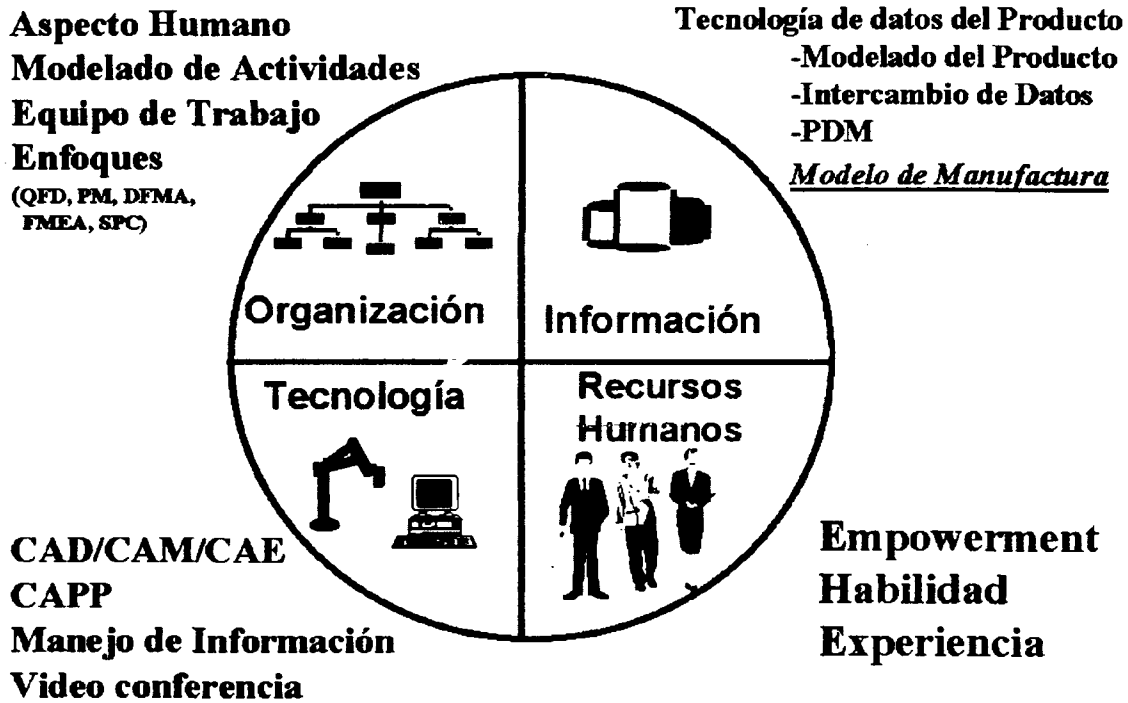 Aspecto Humano
Modelado de Actividades
Equipo de Trabajo
Enfoques
(QFD, PM, DFMA,
FMEA, SPC)
Tecnología de datos del Producto
-Modelado del Producto
-Intercambio de Datos
-PDM
Modelo de Manufactura
Organización
Información
Tecnología
Recursos
Humanos
CAD/CAM/CAE
CAPP
Manejo de Información
Video conferencia
Empowerment
Habilidad
Experiencia